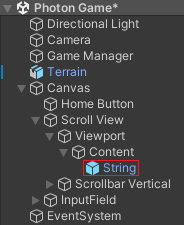 Photon Game*
Directional Light
Camera
Game Manager
Terrain
Canvas
Home Button
Scroll View
Viewport
Content
String
Scrollbar Vertical
InputField
EventSystem